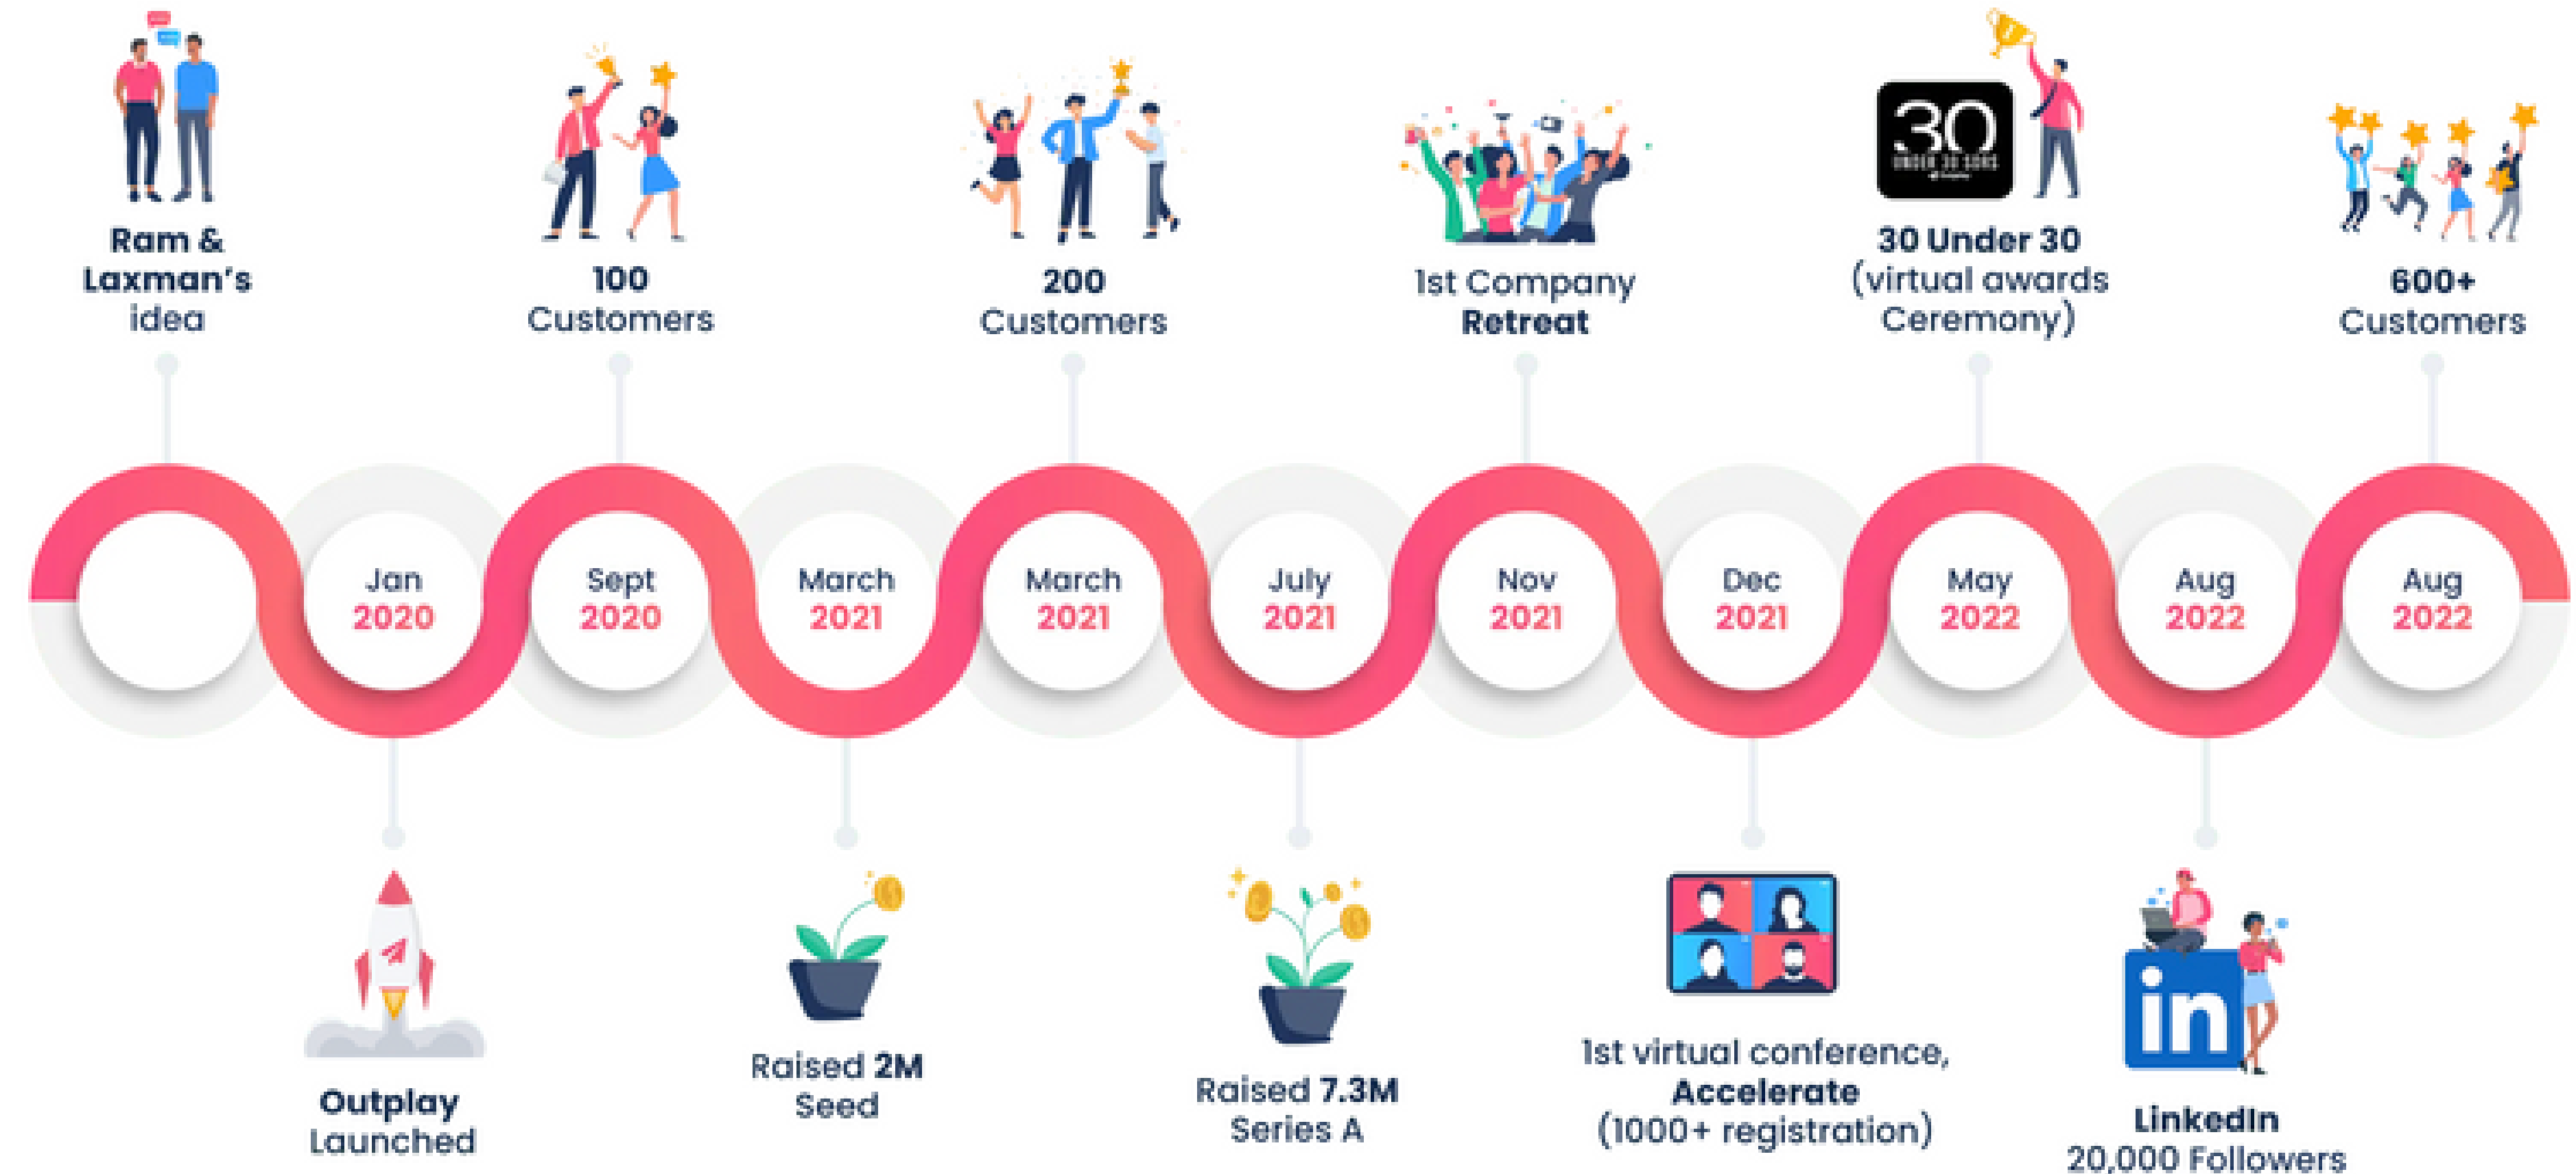 Ram &
Laxman's
idea
100
Customers
200
Customers
1st Company
Retreat
30
UNDER 30 SDRS
30 Under 30
(virtual awards
Ceremony)
600+
Customers
Jan
2020
Sept
2020
March
2021
March
2021
July
2021
Nov
2021
Dec
2021
May
2022
Aug
2022
Aug
2022
Outplay
Launched
Raised 2M
Seed
Raised 7.3M
Series A
1st virtual conference,
Accelerate
(1000+ registration)
in
LinkedIn
20,000 Followers